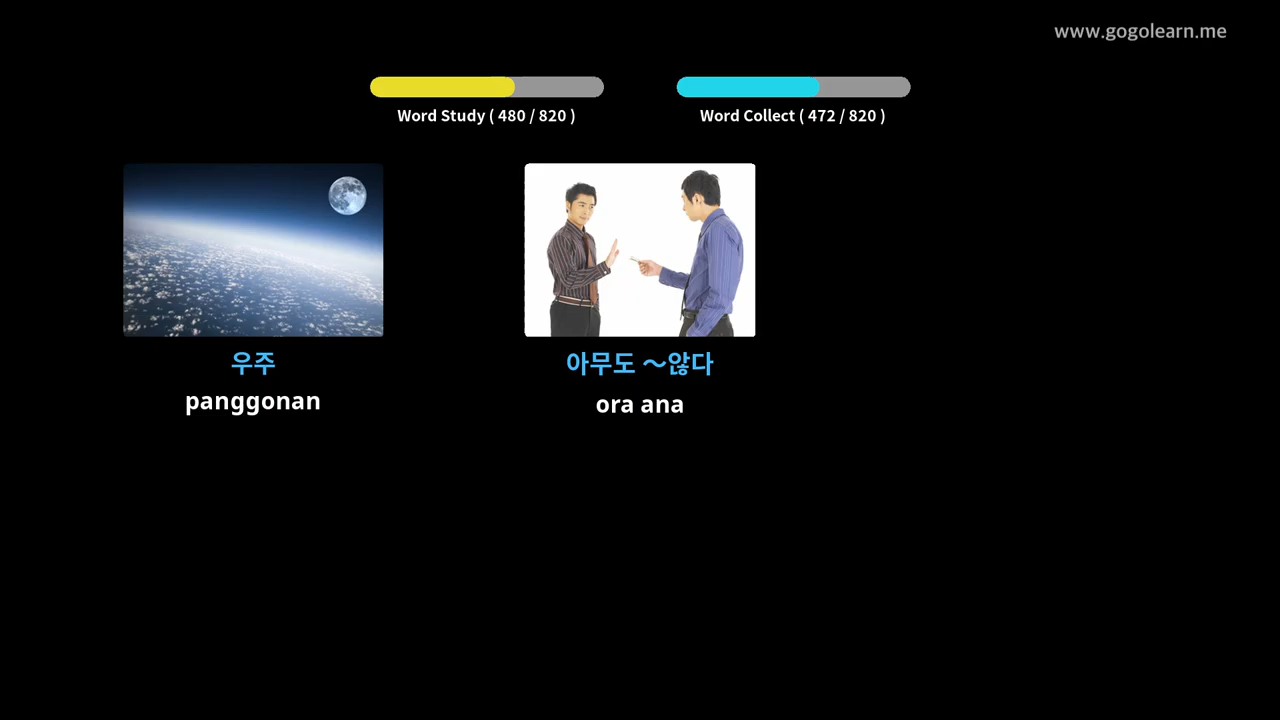 www.gogolearn.me
Word Study ( 480 / 820 )
Word Collect ( 472 / 820 )
우주
panggonan
아무도 ～않다
ora ana